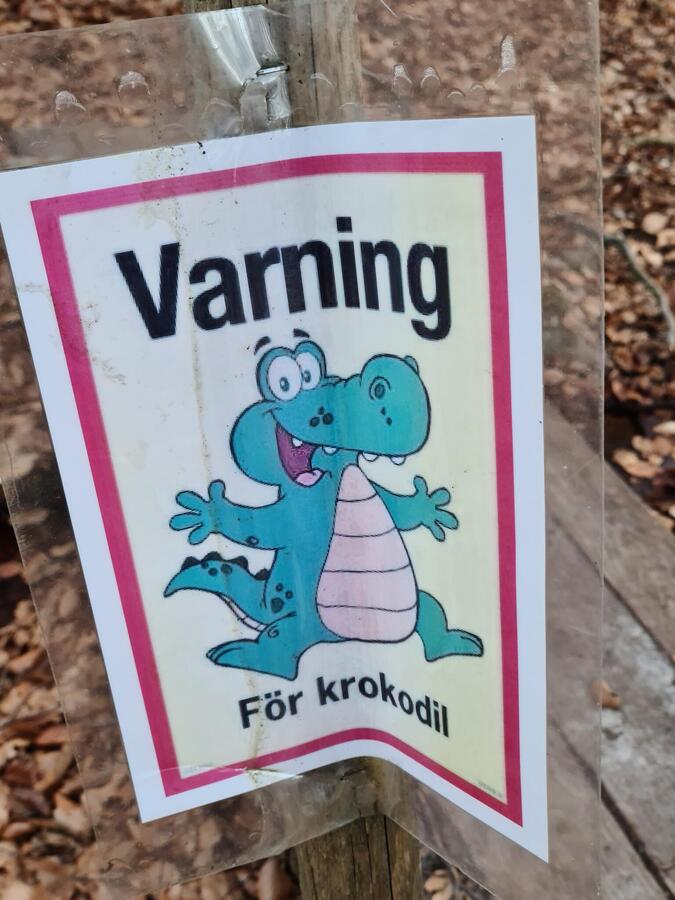 Varning
För krokodil